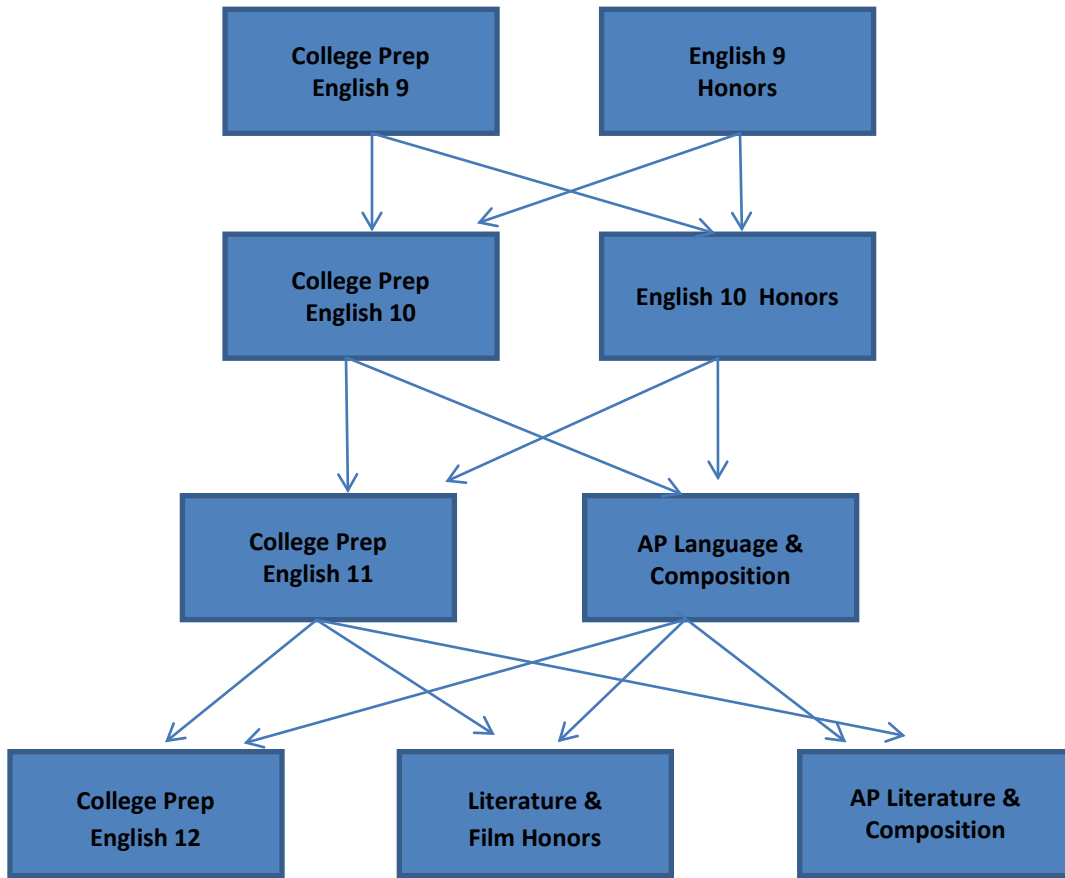 College Prep
English 9
English 9
Honors
College Prep
English 10
English 10  Honors
College Prep
English 11
AP Language &
Composition
College Prep
English 12
Literature &
Film Honors
AP Literature &
Composition